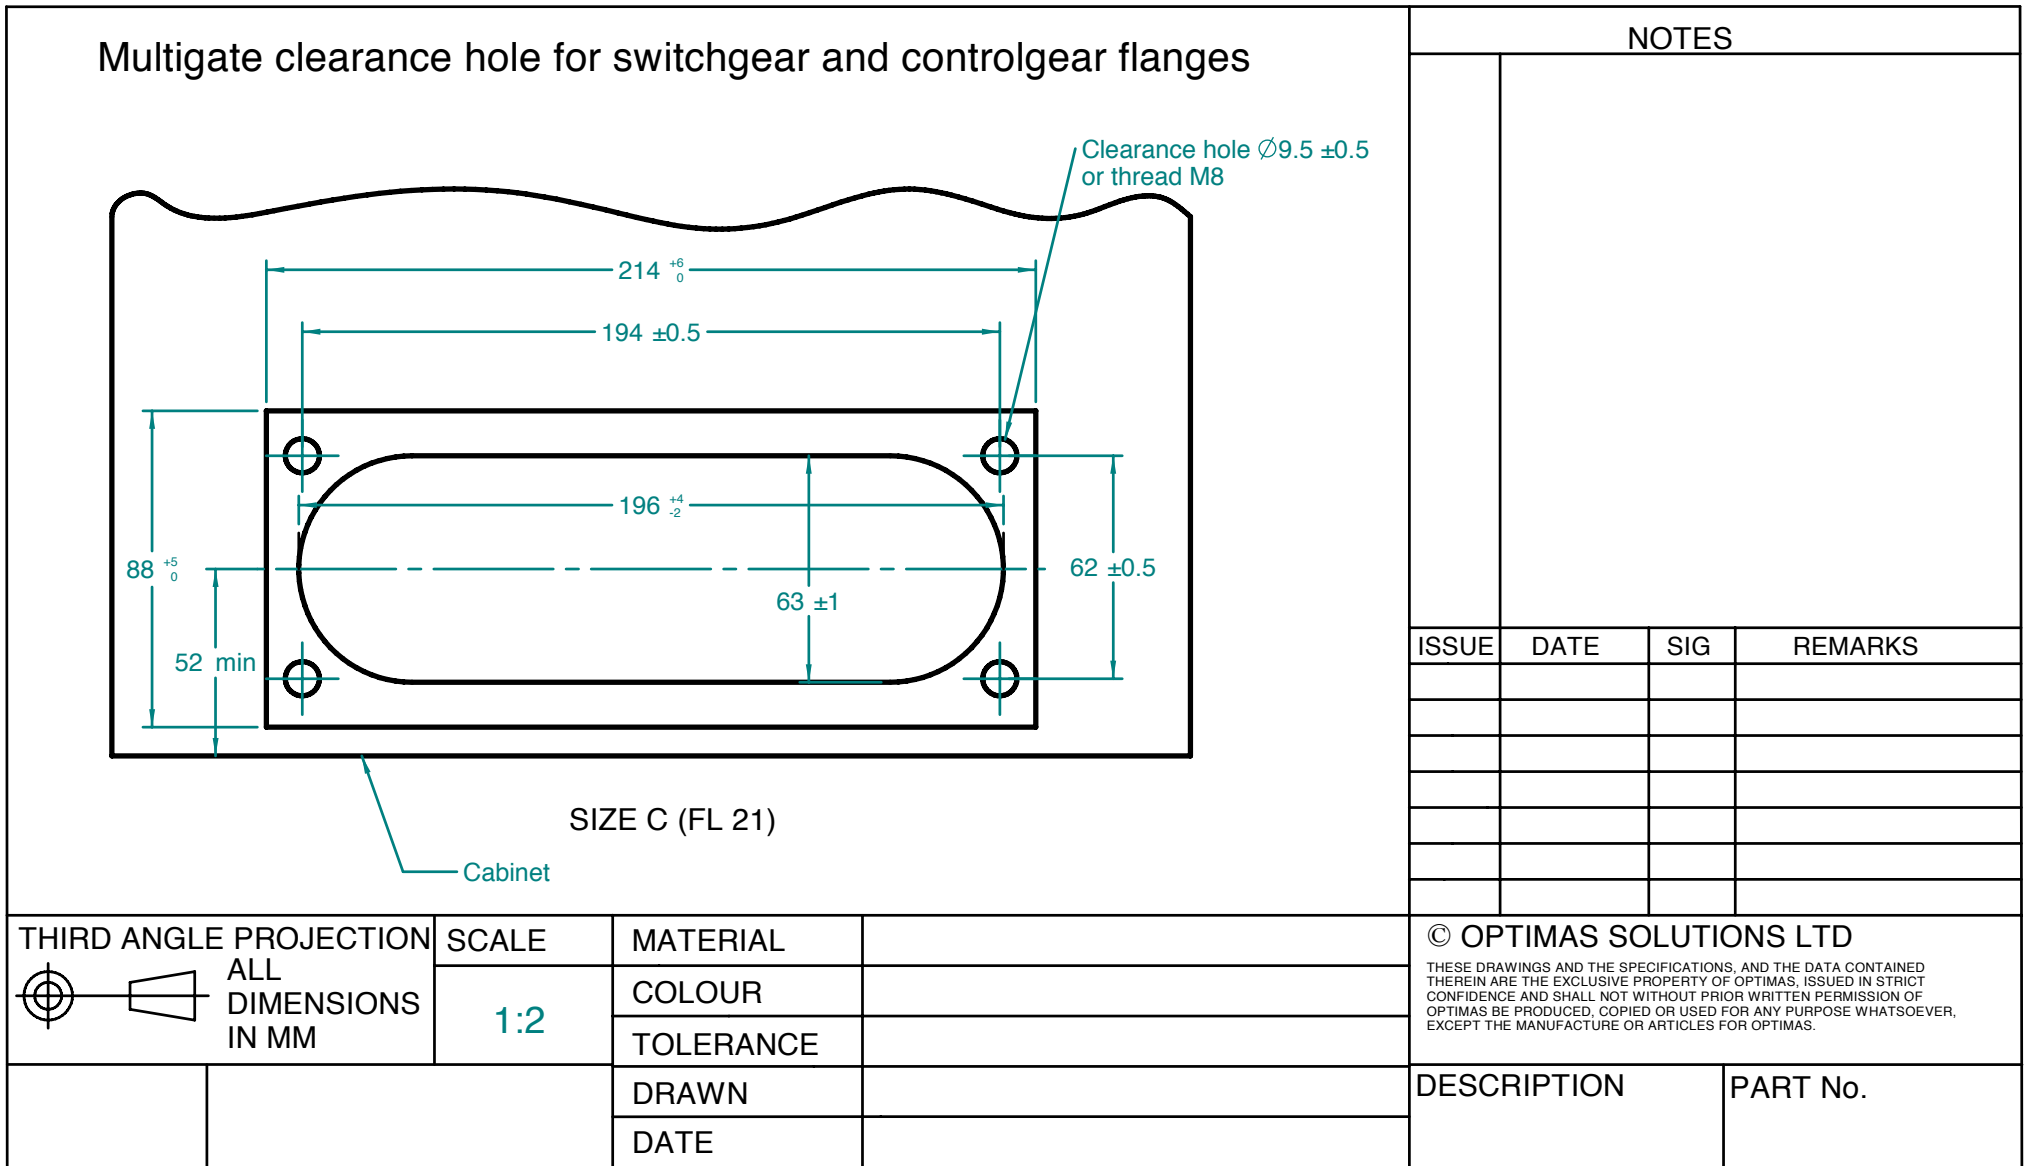 Multigate clearance hole for switchgear and controlgear flanges
NOTES
Clearance hole ∅9.5 ±0.5
or thread M8
214 +6 0
194 ±0.5
196 +4 -2
88 +5 0
62 ±0.5
63 ±1
52 min
SIZE C (FL 21)
Cabinet
ISSUE DATE SIG REMARKS
THIRD ANGLE PROJECTION
ALL
DIMENSIONS
IN MM
SCALE
1:2
MATERIAL
COLOUR
TOLERANCE
DRAWN
DATE
© OPTIMAS SOLUTIONS LTD
THESE DRAWINGS AND THE SPECIFICATIONS, AND THE DATA CONTAINED
THEREIN ARE THE EXCLUSIVE PROPERTY OF OPTIMAS, ISSUED IN STRICT
CONFIDENCE AND SHALL NOT WITHOUT PRIOR WRITTEN PERMISSION OF
OPTIMAS BE PRODUCED, COPIED OR USED FOR ANY PURPOSE WHATSOEVER,
EXCEPT THE MANUFACTURE OR ARTICLES FOR OPTIMAS.
DESCRIPTION
PART No.